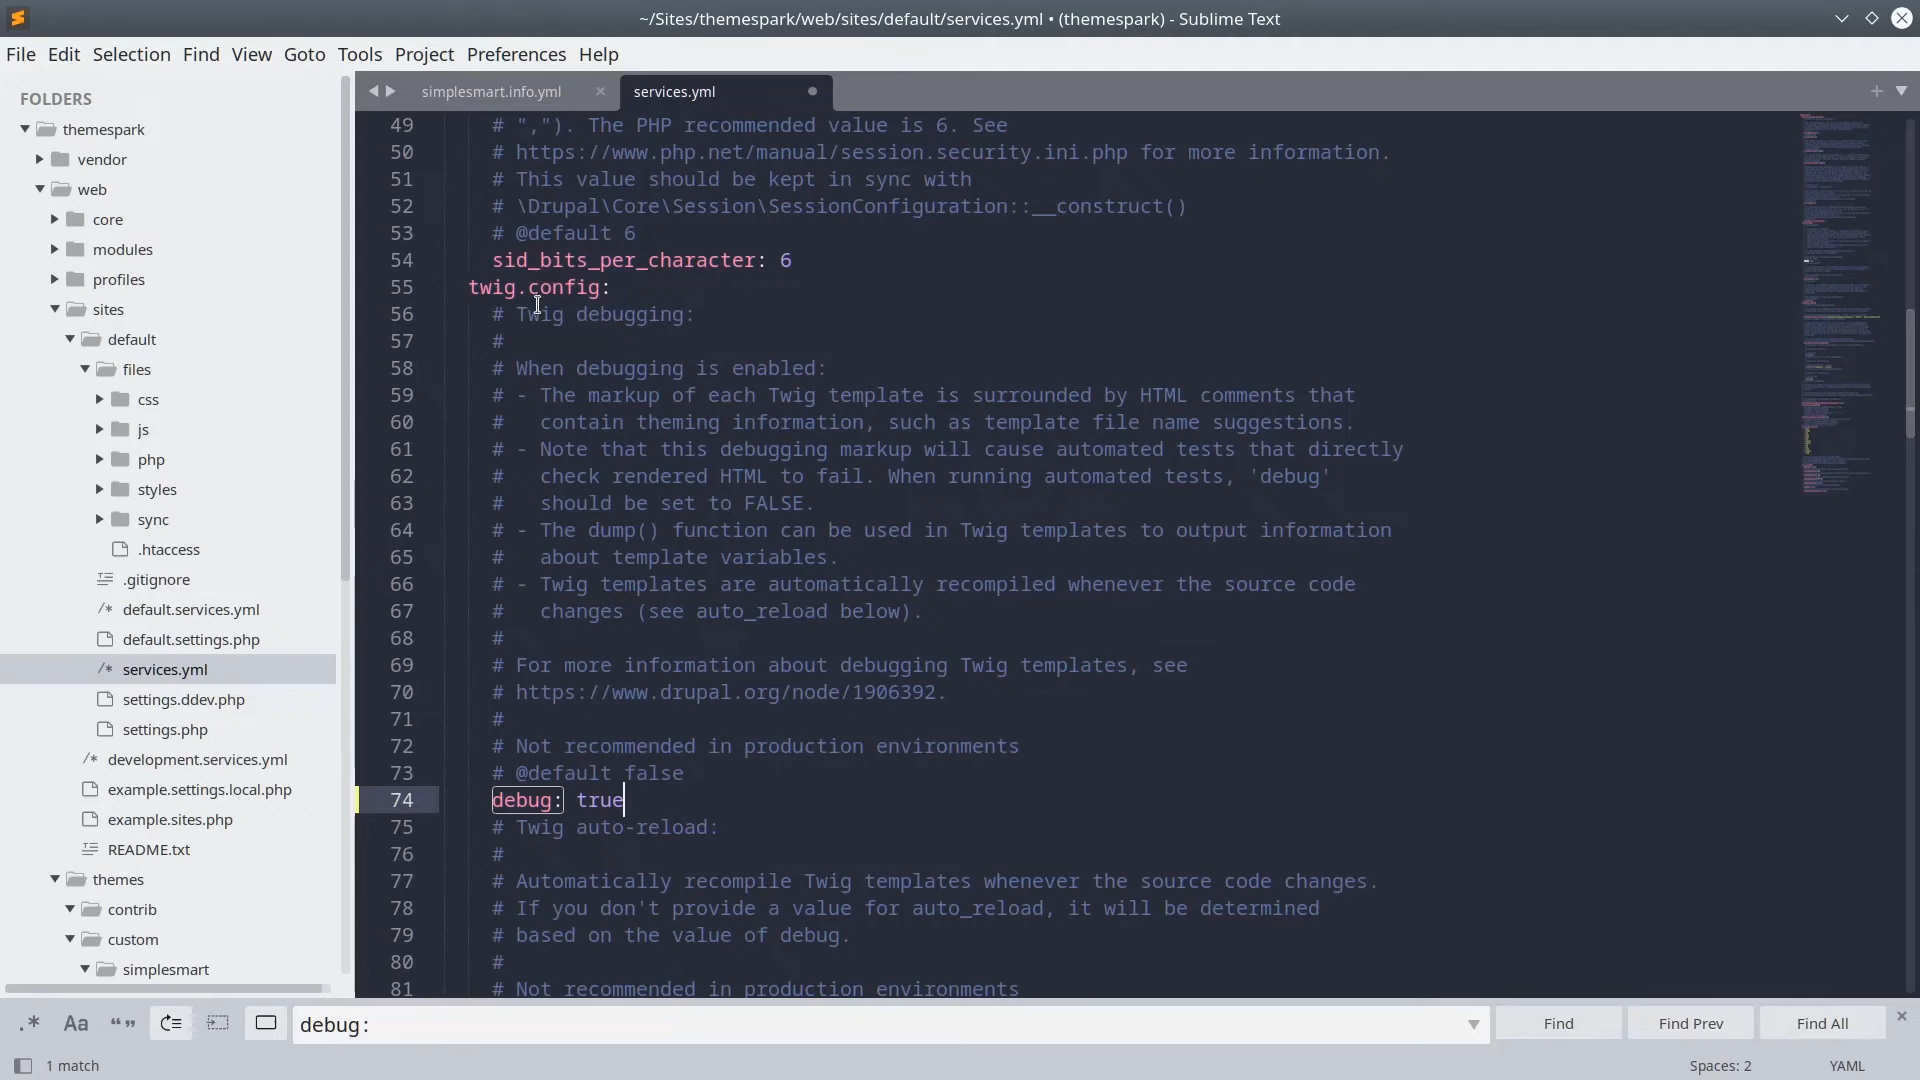 ~/Sites/themespark/web/sites/default/services.yml • (themespark) - Sublime Text
File Edit Selection Find View Goto Tools Project Preferences Help
FOLDERS
themespark
vendor
web
core
modules
profiles
sites
default
files
css
js
php
styles
sync
.htaccess
.gitignore
default.services.yml
default.settings.php
services.yml
settings.ddev.php
settings.php
development.services.yml
example.settings.local.php
example.sites.php
README.txt
themes
contrib
custom
simplesmart
simplesmart.info.yml
services.yml
49 # ","). The PHP recommended value is 6. See
50 # https://www.php.net/manual/session.security.ini.php for more information.
51 # This value should be kept in sync with
52 # \Drupal\Core\Session\SessionConfiguration::__construct()
53 # @default 6
54 sid_bits_per_character: 6
55 twig.config:
56 # Twig debugging:
57 #
58 # When debugging is enabled:
59 # - The markup of each Twig template is surrounded by HTML comments that
60 # contain theming information, such as template file name suggestions.
61 # - Note that this debugging markup will cause automated tests that directly
62 # check rendered HTML to fail. When running automated tests, 'debug'
63 # should be set to FALSE.
64 # - The dump() function can be used in Twig templates to output information
65 # about template variables.
66 # - Twig templates are automatically recompiled whenever the source code
67 # changes (see auto_reload below).
68 #
69 # For more information about debugging Twig templates, see
70 # https://www.drupal.org/node/1906392.
71 #
72 # Not recommended in production environments
73 # @default false
74 debug: true
75 # Twig auto-reload:
76 #
77 # Automatically recompile Twig templates whenever the source code changes.
78 # If you don't provide a value for auto_reload, it will be determined
79 # based on the value of debug.
80 #
81 # Not recommended in production environments
.* Aa “” debug: Find Find Prev Find All
1 match Spaces: 2 YAML